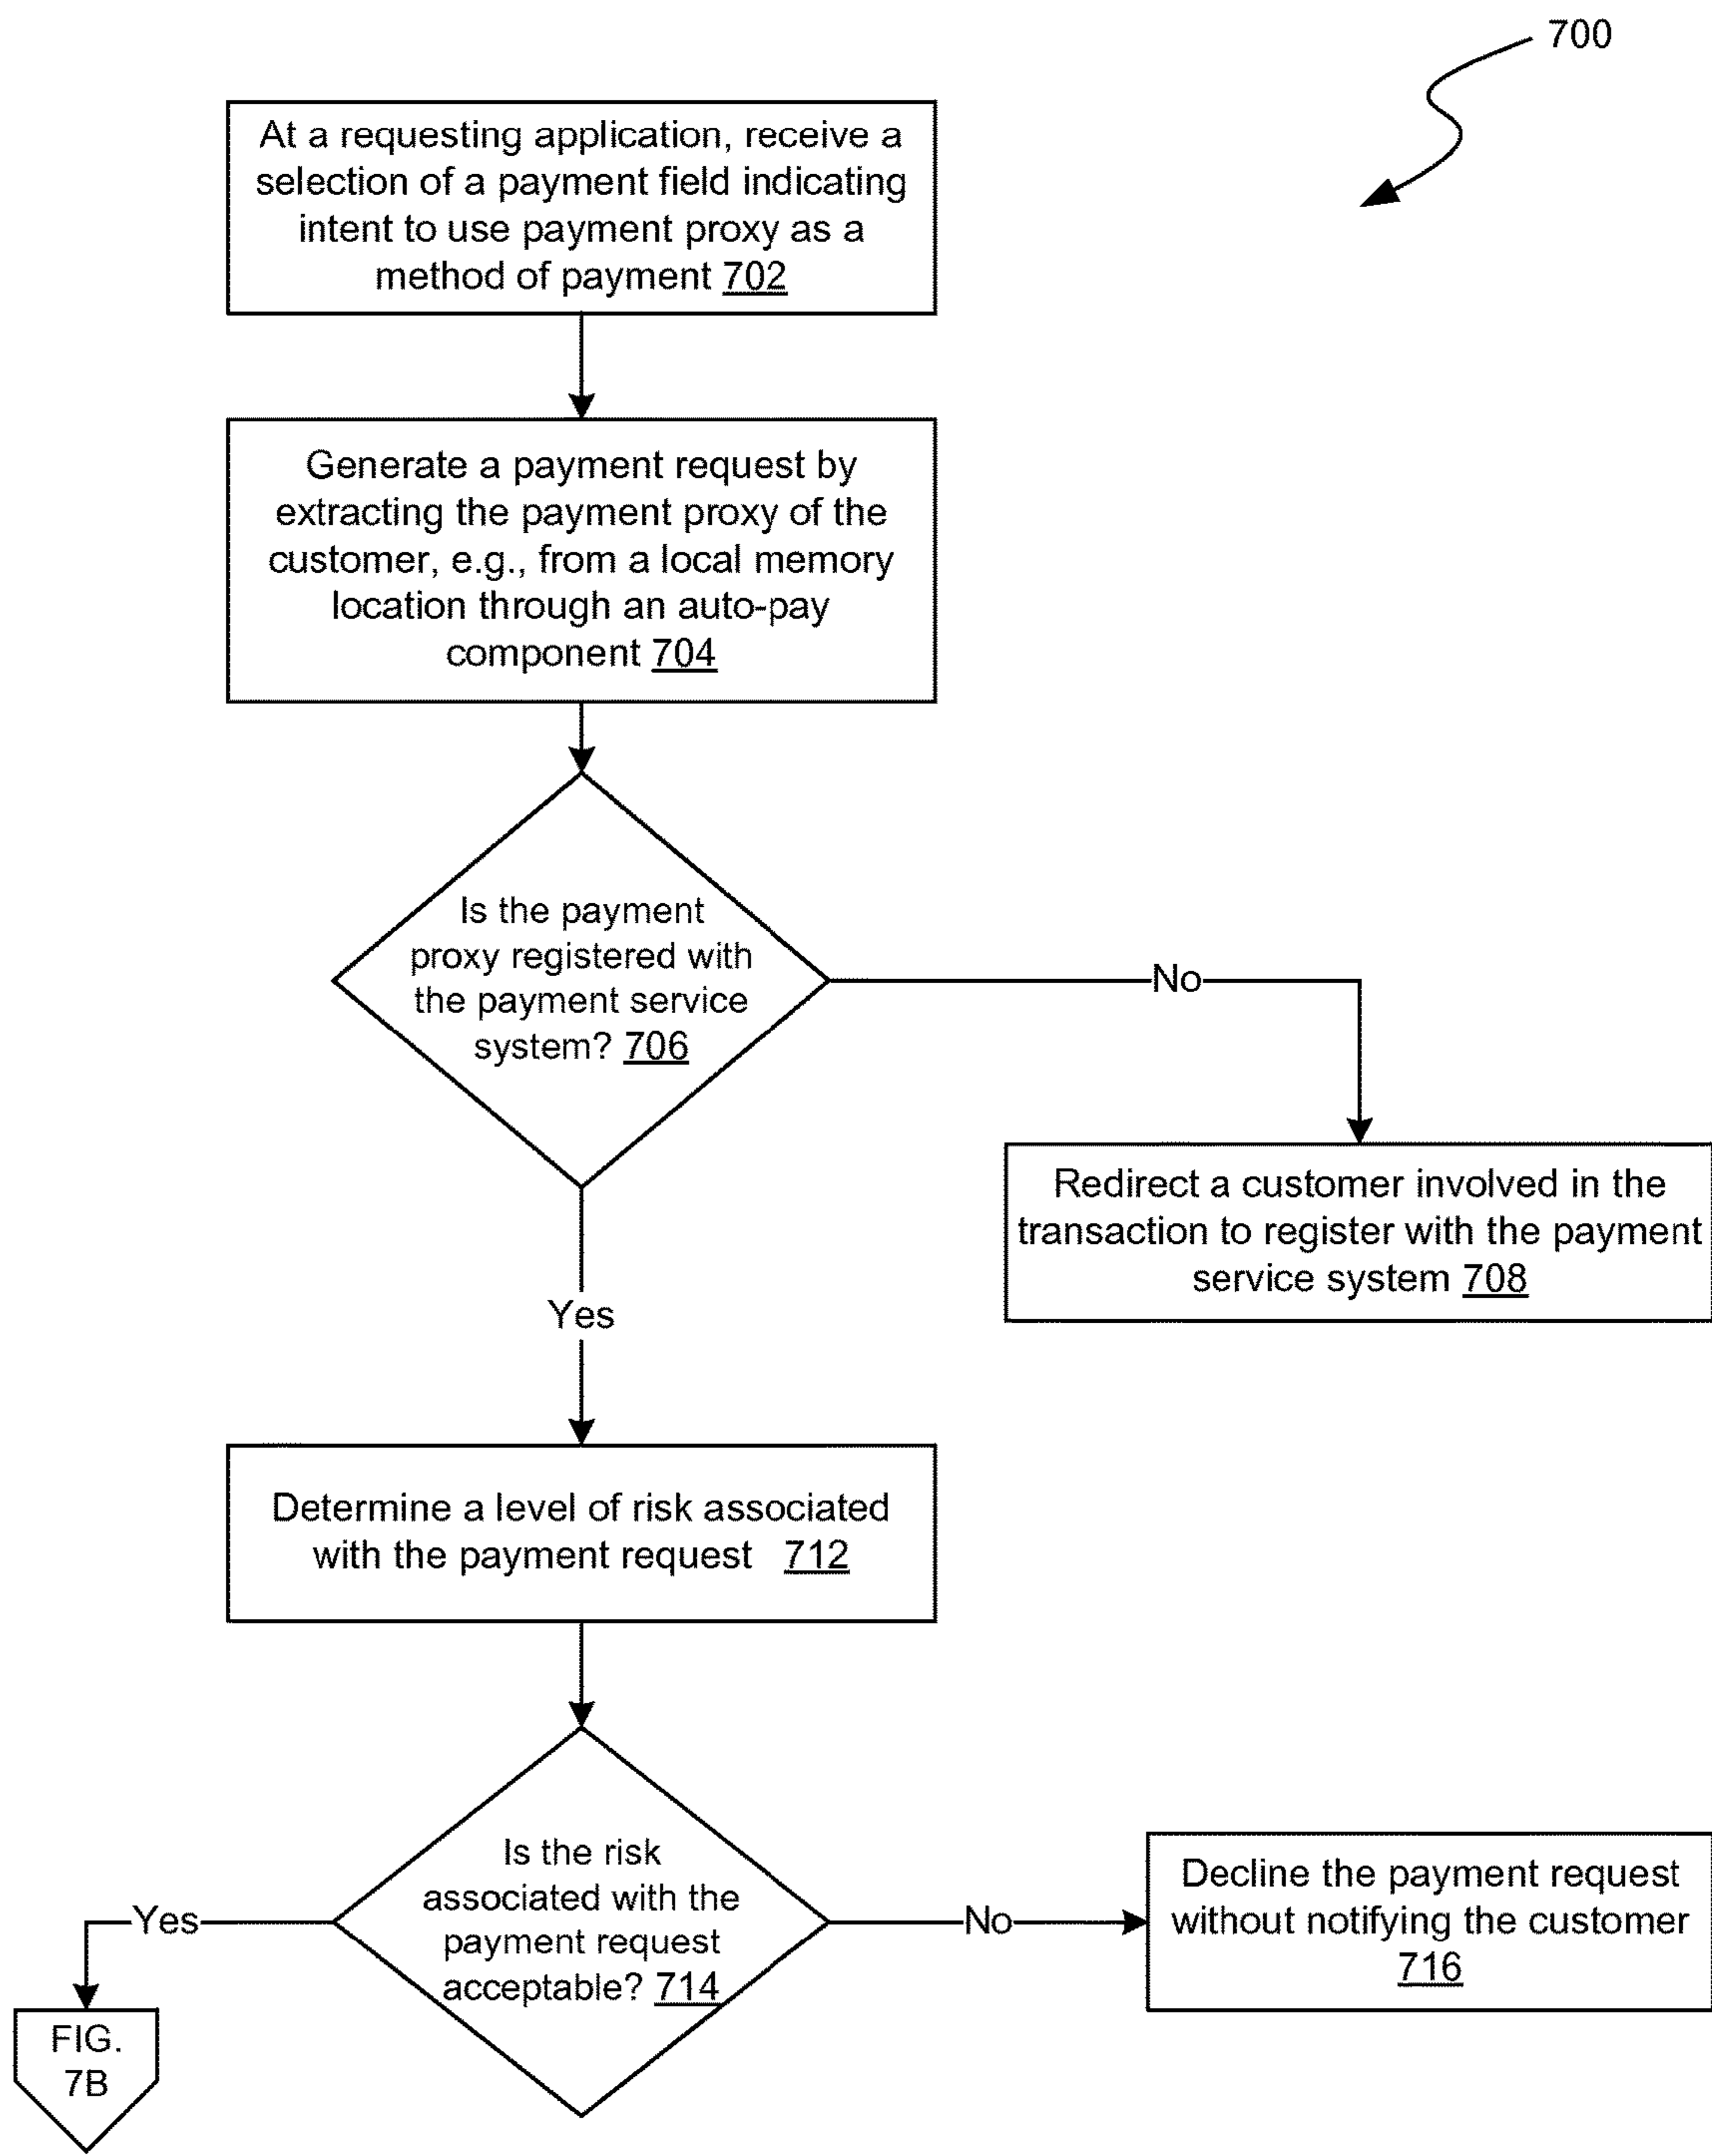 700
At a requesting application, receive a
selection of a payment field indicating
intent to use payment proxy as a
method of payment 702
Generate a payment request by
extracting the payment proxy of the
customer, e.g., from a local memory
location through an auto-pay
component 704
Is the payment
proxy registered with
the payment service
system? 706
No
Redirect a customer involved in the
transaction to register with the payment
service system 708
Yes
Determine a level of risk associated
with the payment request 712
Is the risk
associated with the
payment request
acceptable? 714
Yes
No
Decline the payment request
without notifying the customer
716
FIG.
7B